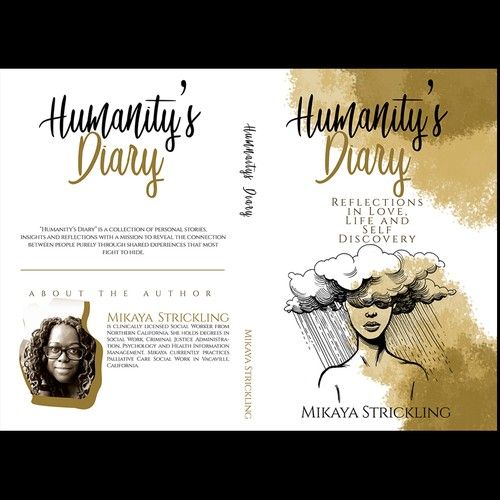 Humanity's
Diary
"Humanity's Diary" is a collection of personal stories,
insights and reflections with a mission to reveal the connection
between people purely through shared experiences that most
fight to hide.
ABOUT THE AUTHOR
Mikaya Strickling
is clinically licensed Social Worker from
Northern California. She holds degrees in
Social Work, Criminal Justice Administra-
tion, Psychology and Health Information
Management. Mikaya currently practices
Palliative Care Social Work in Vacaville,
California.
Humanitys Diary
Mikaya Strickling
Humanity's
Diary
Reflections
in Love,
Life and
Self
Discovery
Mikaya Strickling